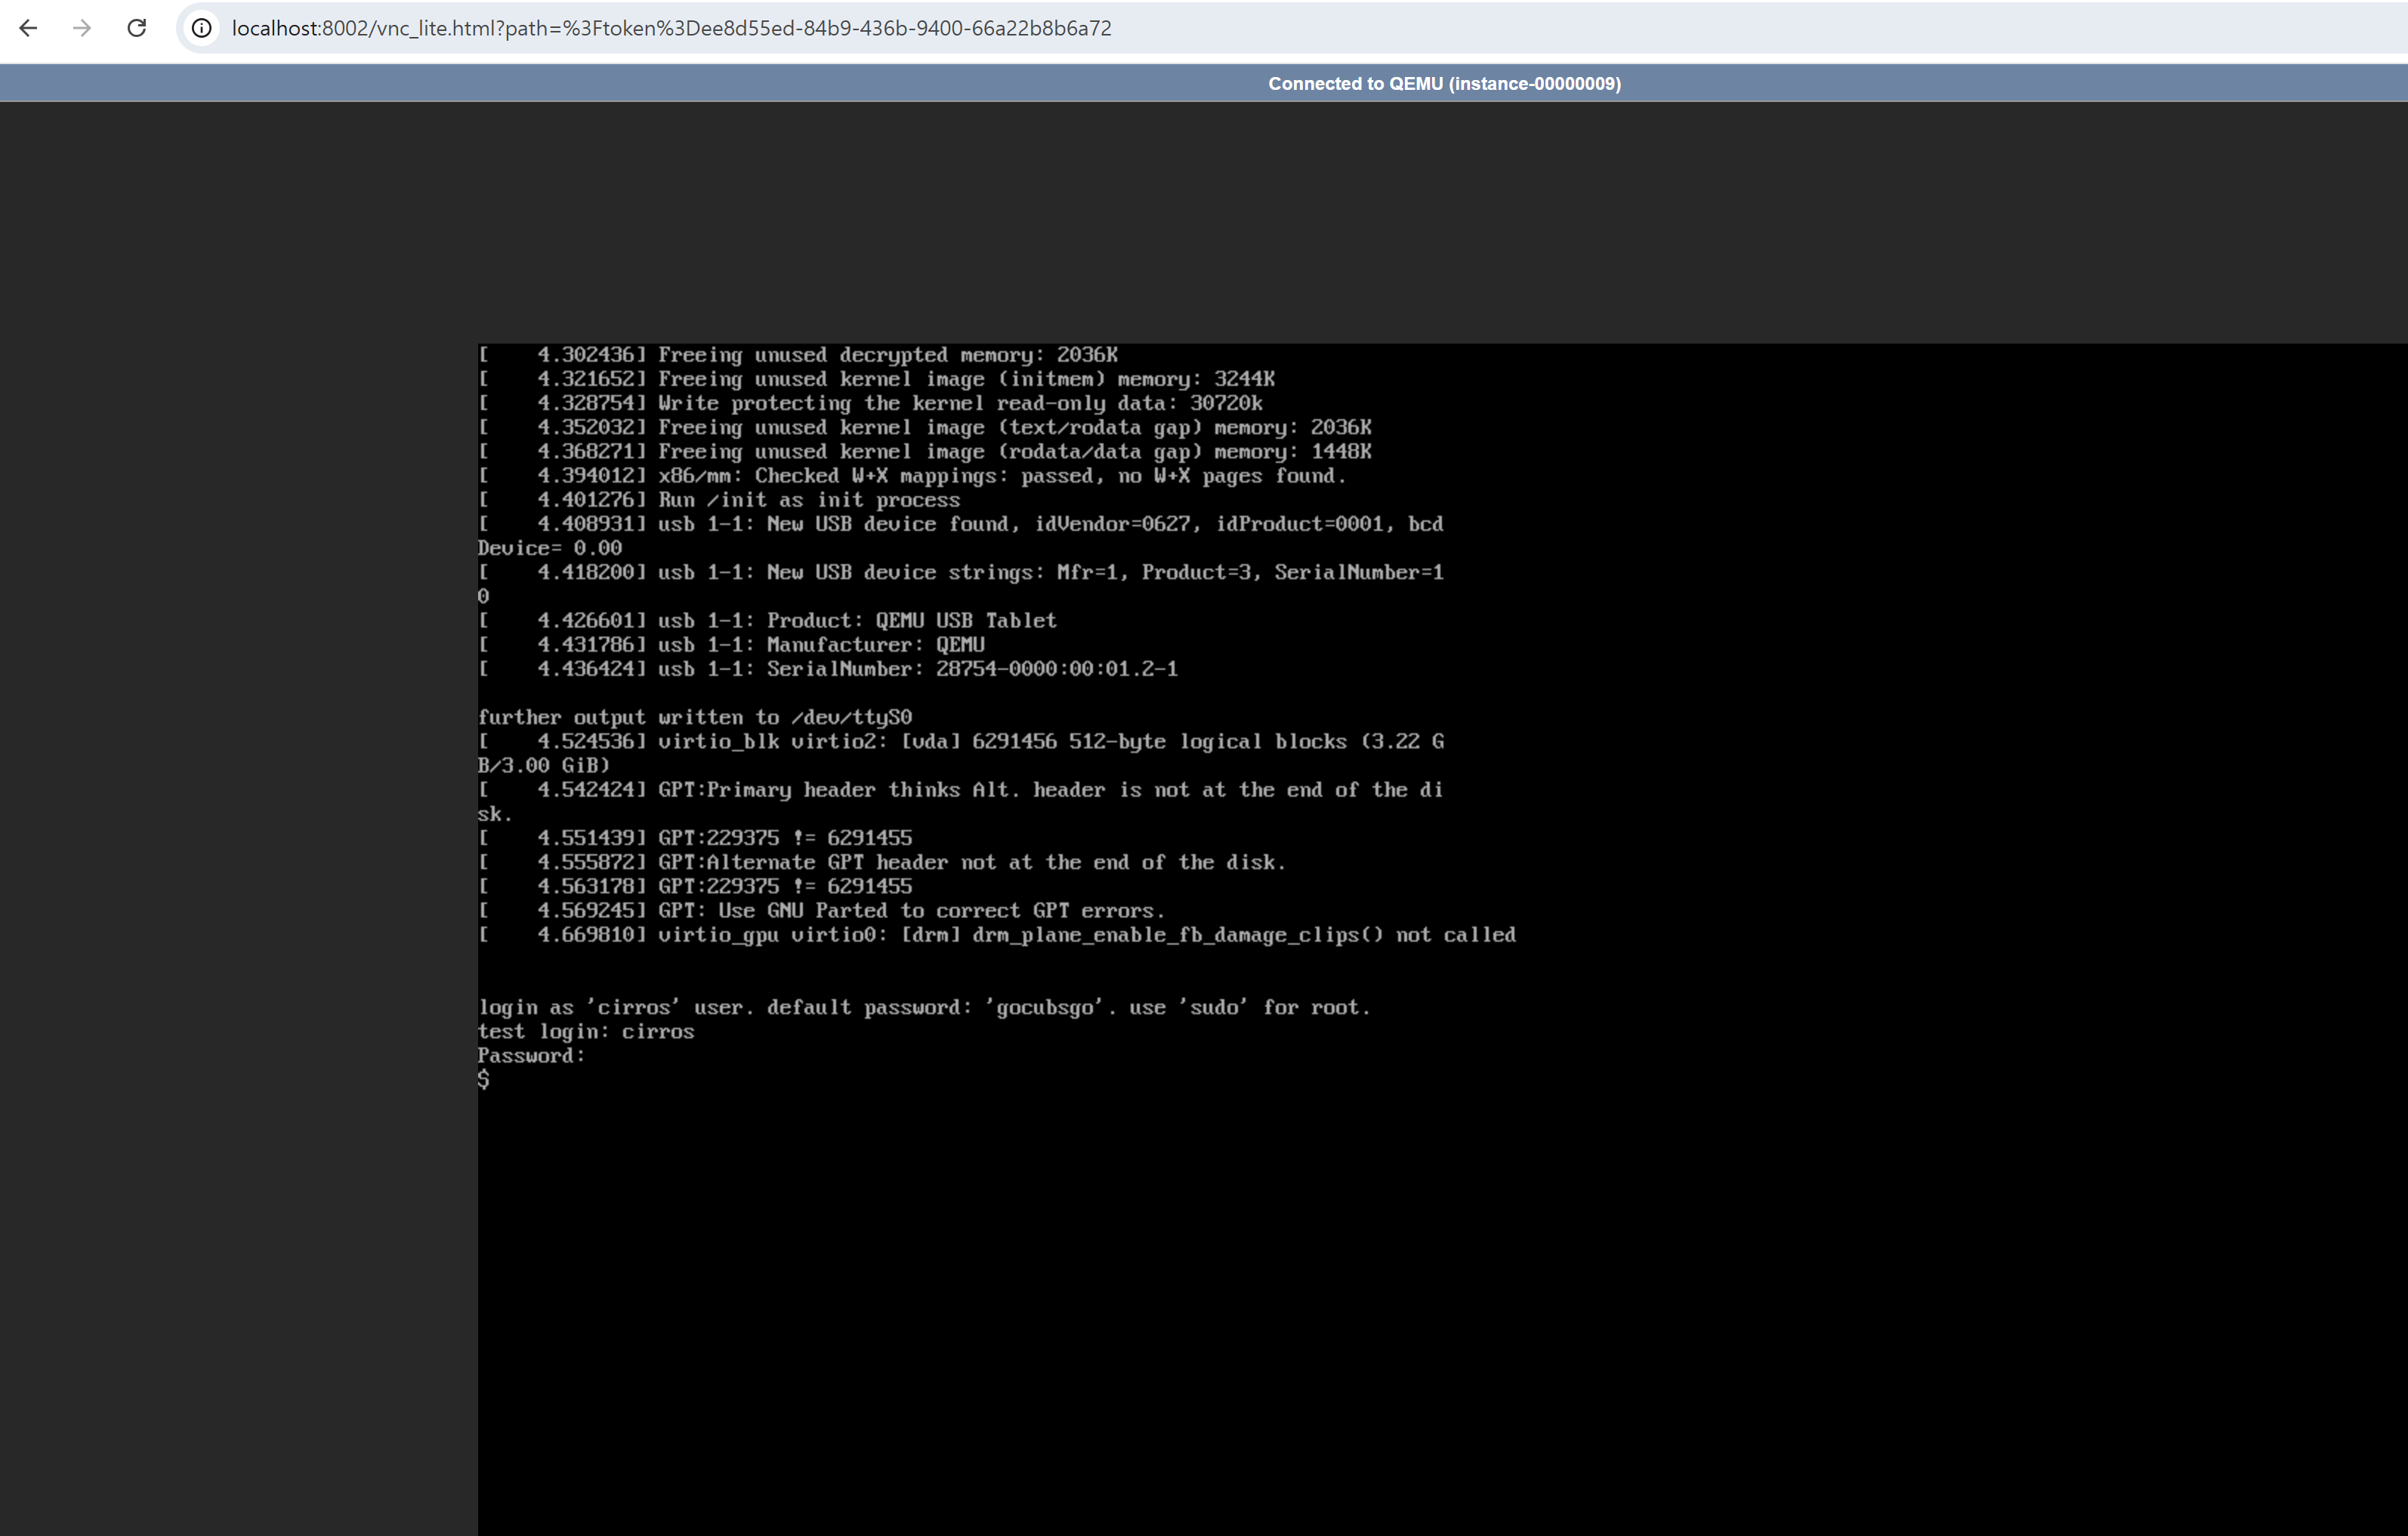 localhost:8002/vnc_lite.html?path=%3Ftoken%3Dee8d55ed-84b9-436b-9400-66a22b8b6a72
Connected to QEMU (instance-00000009)
[    4.302436] Freeing unused decrypted memory: 2036K
[    4.321652] Freeing unused kernel image (initmem) memory: 3244K
[    4.328754] Write protecting the kernel read-only data: 30720k
[    4.352032] Freeing unused kernel image (text/rodata gap) memory: 2036K
[    4.368271] Freeing unused kernel image (rodata/data gap) memory: 1448K
[    4.394012] x86/mm: Checked W+X mappings: passed, no W+X pages found.
[    4.401276] Run /init as init process
[    4.408931] usb 1-1: New USB device found, idVendor=0627, idProduct=0001, bcd
Device= 0.00
[    4.418200] usb 1-1: New USB device strings: Mfr=1, Product=3, SerialNumber=1
0
[    4.426601] usb 1-1: Product: QEMU USB Tablet
[    4.431786] usb 1-1: Manufacturer: QEMU
[    4.436424] usb 1-1: SerialNumber: 28754-0000:00:01.2-1
further output written to /dev/ttyS0
[    4.524536] virtio_blk virtio2: [vda] 6291456 512-byte logical blocks (3.22 G
B/3.00 GiB)
[    4.542424] GPT:Primary header thinks Alt. header is not at the end of the di
sk.
[    4.551439] GPT:229375 != 6291455
[    4.555872] GPT:Alternate GPT header not at the end of the disk.
[    4.563178] GPT:229375 != 6291455
[    4.569245] GPT: Use GNU Parted to correct GPT errors.
[    4.669810] virtio_gpu virtio0: [drm] drm_plane_enable_fb_damage_clips() not called
login as 'cirros' user. default password: 'gocubsgo'. use 'sudo' for root.
test login: cirros
Password:
$